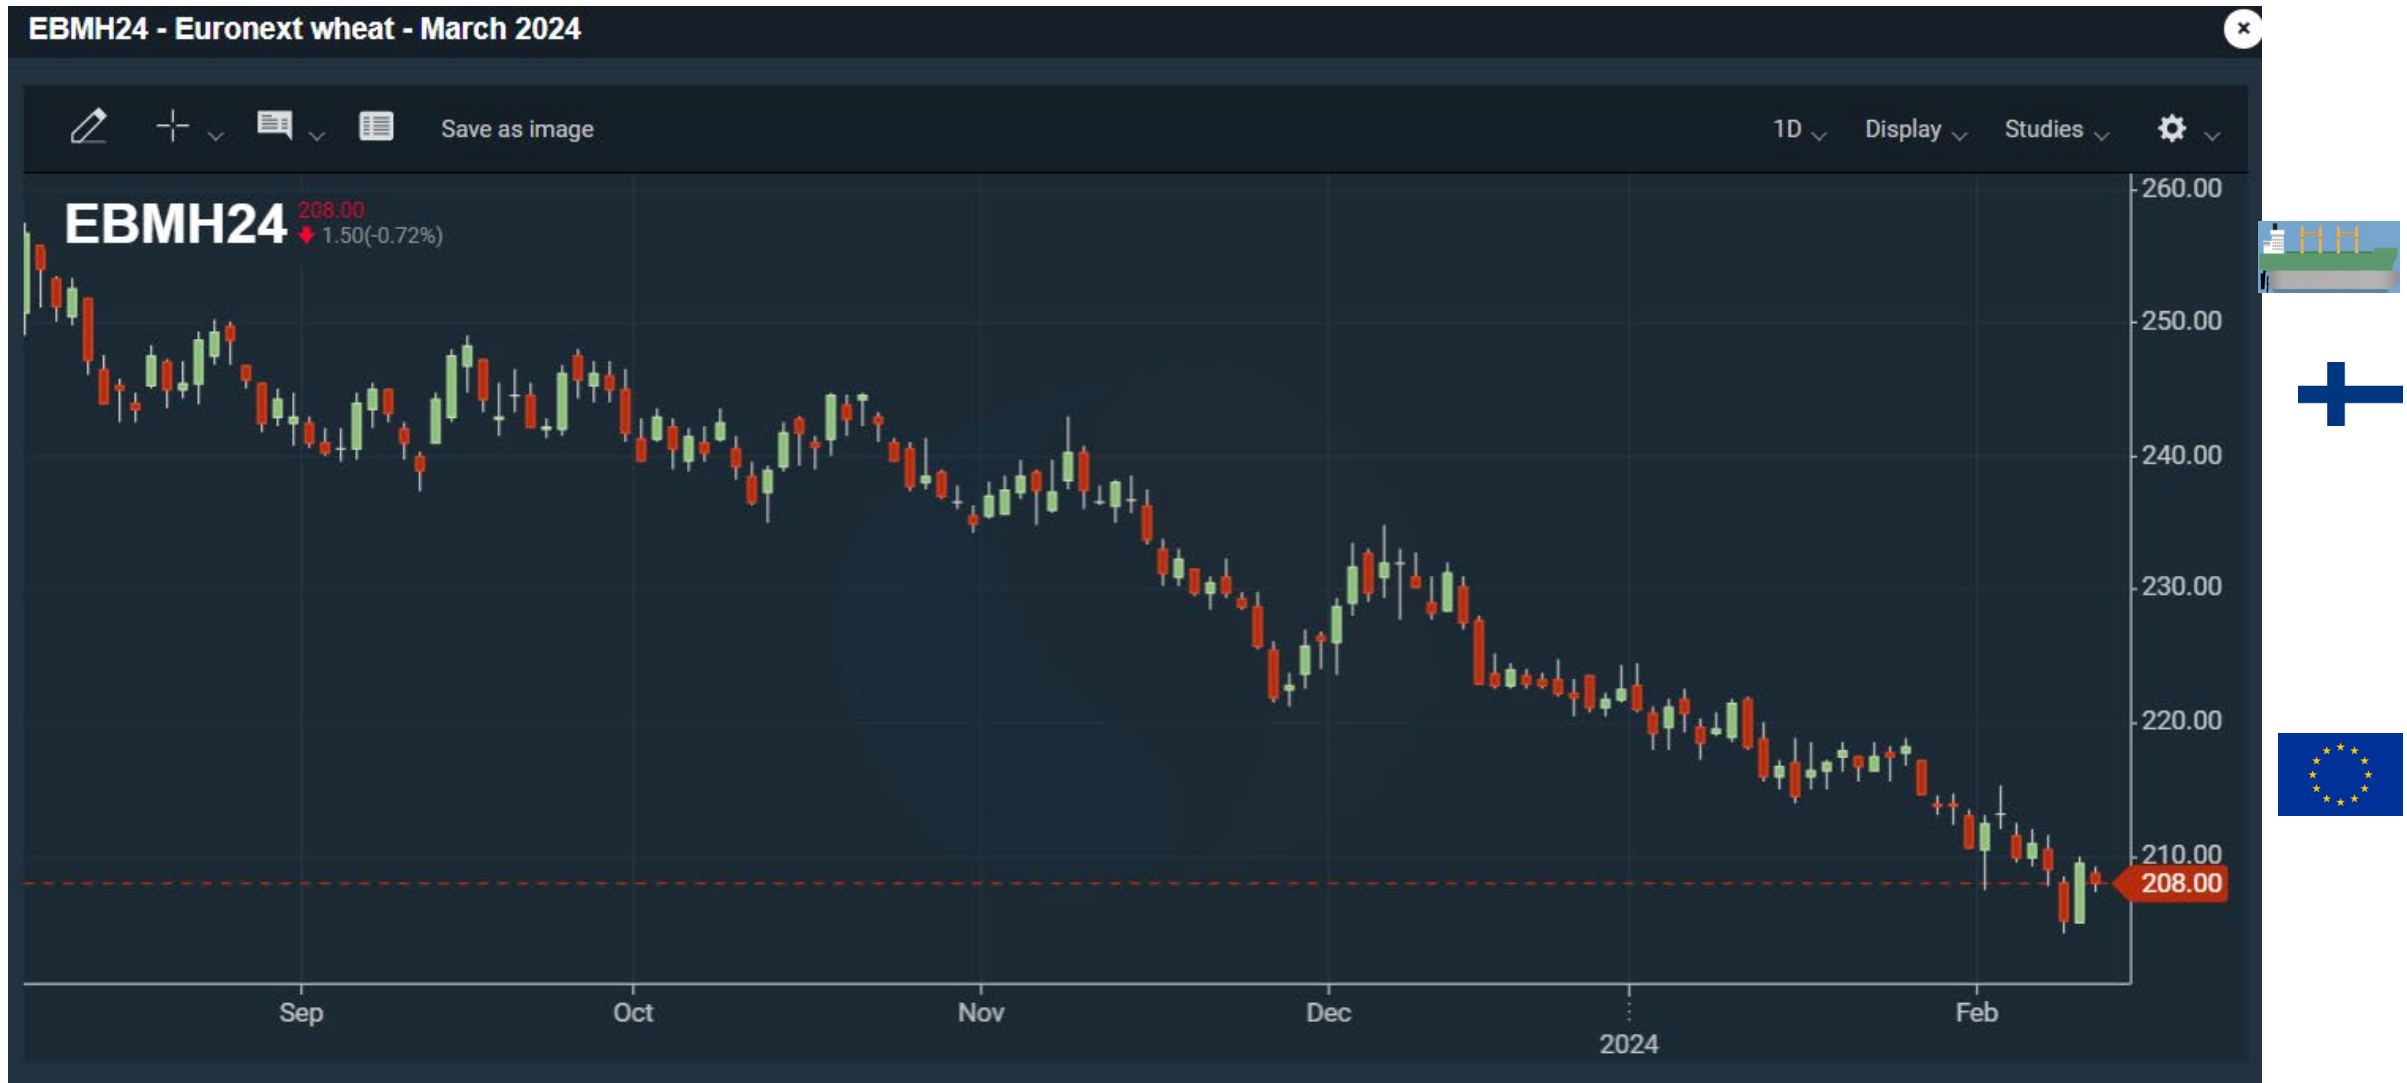 EBMH24 - Euronext wheat - March 2024
Save as image
1D
Display
Studies
EBMH24
208.00
1.50(-0.72%)
260.00
250.00
240.00
230.00
220.00
210.00
208.00
Sep
Oct
Nov
Dec
2024
Feb